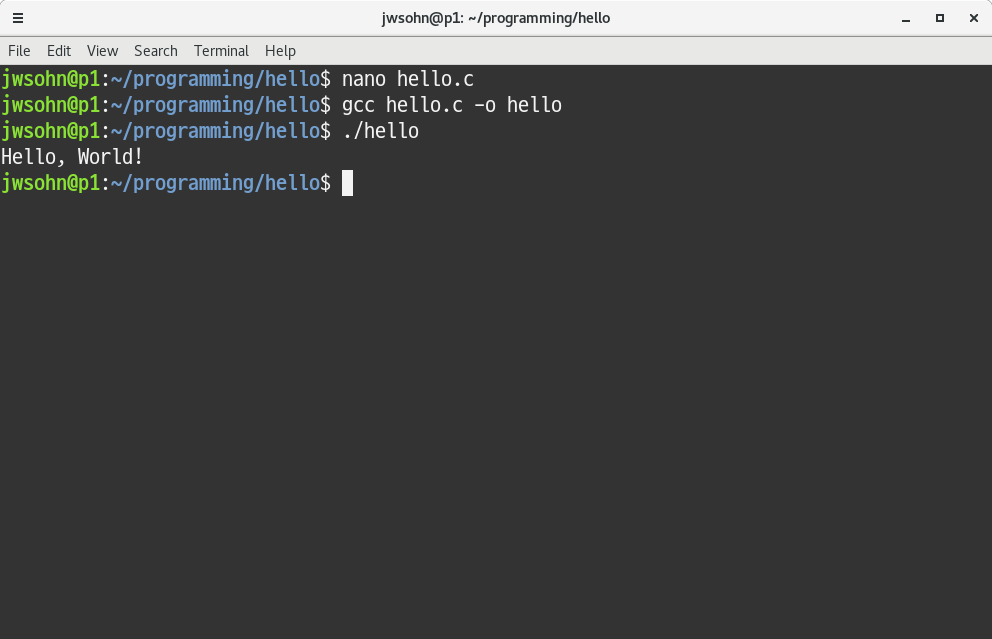 jwsohn@p1: ~/programming/hello
File Edit View Search Terminal Help
jwsohn@p1:~/programming/hello$ nano hello.c
jwsohn@p1:~/programming/hello$ gcc hello.c -o hello
jwsohn@p1:~/programming/hello$ ./hello
Hello, World!
jwsohn@p1:~/programming/hello$